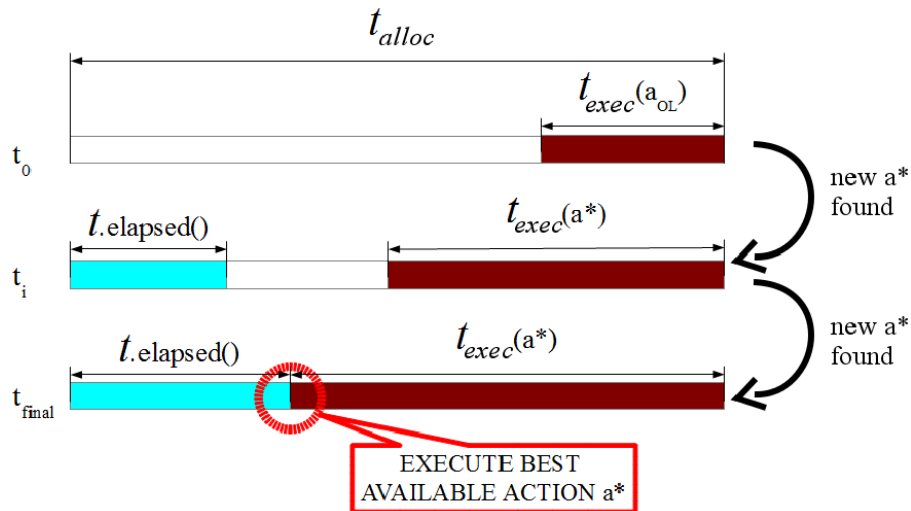 t_alloc
t_exec(a_OL)
t_0
new a*
found
t.elapsed()
t_exec(a*)
t_i
new a*
found
t.elapsed()
t_exec(a*)
t_final
EXECUTE BEST
AVAILABLE ACTION a*